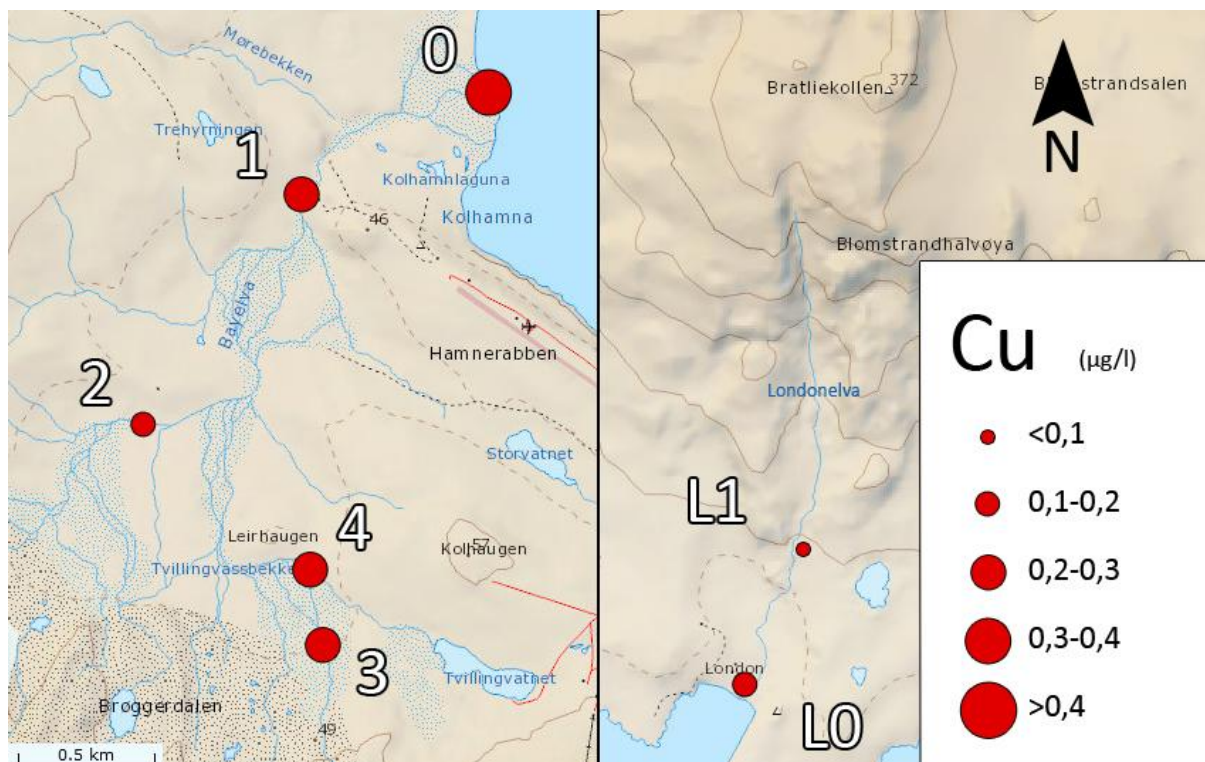 Mørebekken
0
Trehyrningen
1
Kolhamnlaguna
Kolhamna
46
Bayelva
Hamnerabben
2
Storvatnet
4
Leirhaugen
Kolhaugen
57
Tvillingvassbekke
3
Tvillingvatnet
Brøggerdalen
49
0.5 km
Bratliekollen
372
N
Blomstrandhalvøya
Londonelva
L1
London
L0
Cu (µg/l)
<0,1
0,1-0,2
0,2-0,3
0,3-0,4
>0,4